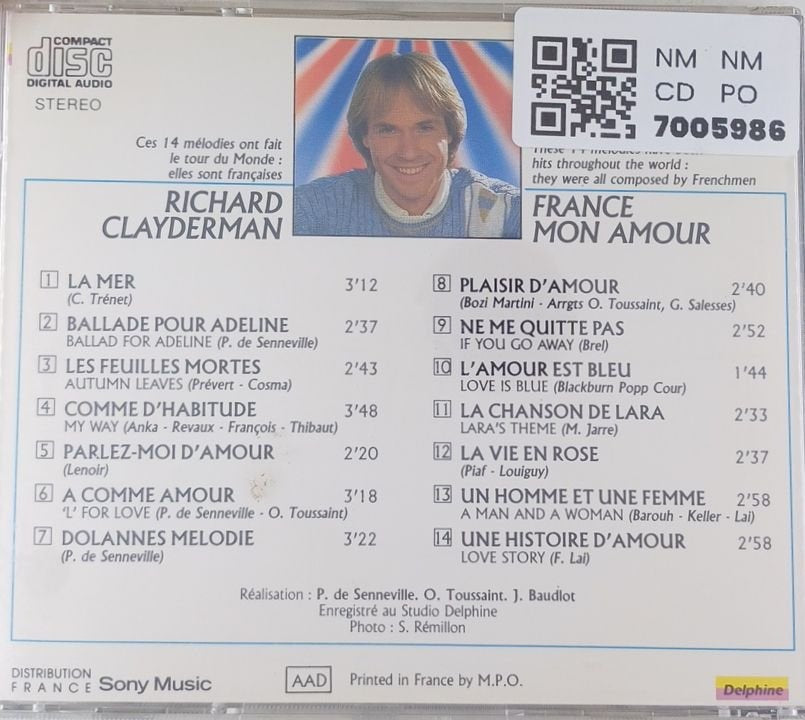 COMPACT
disc
DIGITAL AUDIO
STEREO
NM NM
CD PO
7005986
Ces 14 mélodies ont fait
le tour du Monde :
elles sont françaises
hits throughout the world :
they were all composed by Frenchmen
RICHARD
CLAYDERMAN
FRANCE
MON AMOUR
1 LA MER 3'12
(C. Trénet)
2 BALLADE POUR ADELINE 2'37
BALLAD FOR ADELINE (P. de Senneville)
3 LES FEUILLES MORTES 2'43
AUTUMN LEAVES (Prévert - Cosma)
4 COMME D'HABITUDE 3'48
MY WAY (Anka - Revaux - François - Thibaut)
5 PARLEZ-MOI D'AMOUR 2'20
(Lenoir)
6 A COMME AMOUR 3'18
'L' FOR LOVE (P. de Senneville - O. Toussaint)
7 DOLANNES MELODIE 3'22
(P. de Senneville)
8 PLAISIR D'AMOUR 2'40
(Bozi Martini - Arrgts O. Toussaint, G. Salesses)
9 NE ME QUITTE PAS 2'52
IF YOU GO AWAY (Brel)
10 L'AMOUR EST BLEU 1'44
LOVE IS BLUE (Blackburn Popp Cour)
11 LA CHANSON DE LARA 2'33
LARA'S THEME (M. Jarre)
12 LA VIE EN ROSE 2'37
(Piaf - Louiguy)
13 UN HOMME ET UNE FEMME 2'58
A MAN AND A WOMAN (Barouh - Keller - Lai)
14 UNE HISTOIRE D'AMOUR 2'58
LOVE STORY (F. Lai)
Réalisation : P. de Senneville. O. Toussaint. J. Baudlot
Enregistré au Studio Delphine
Photo : S. Rémillon
DISTRIBUTION
FRANCE Sony Music
AAD Printed in France by M.P.O.
Delphine